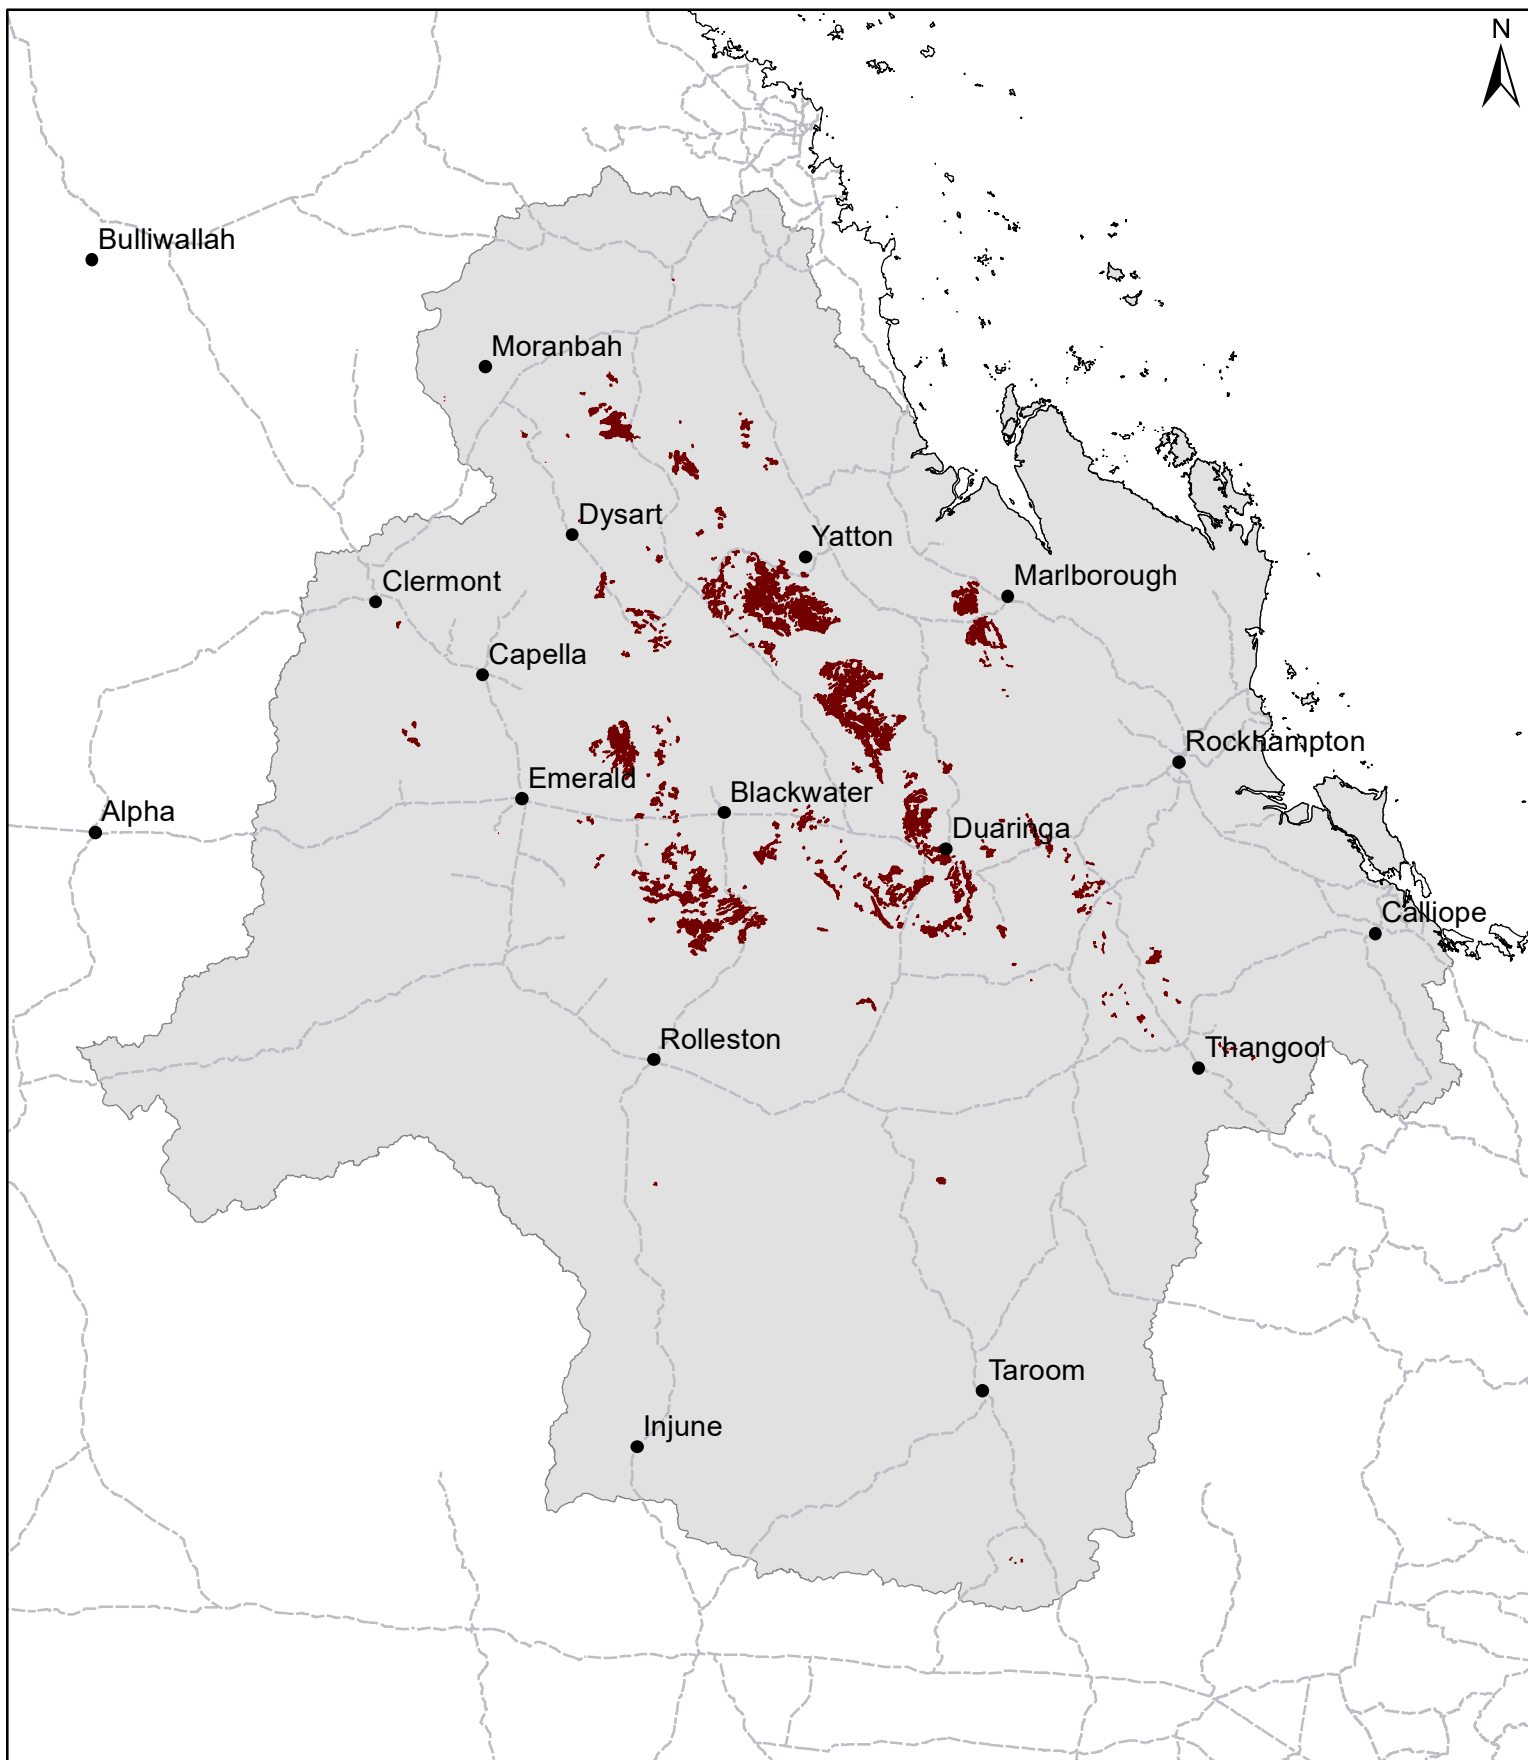 N
Bulliwallah
Moranbah
Dysart
Yatton
Marlborough
Clermont
Capella
Rockhampton
Emerald
Blackwater
Alpha
Duaringa
Calliope
Rolleston
Thangool
Taroom
Injune